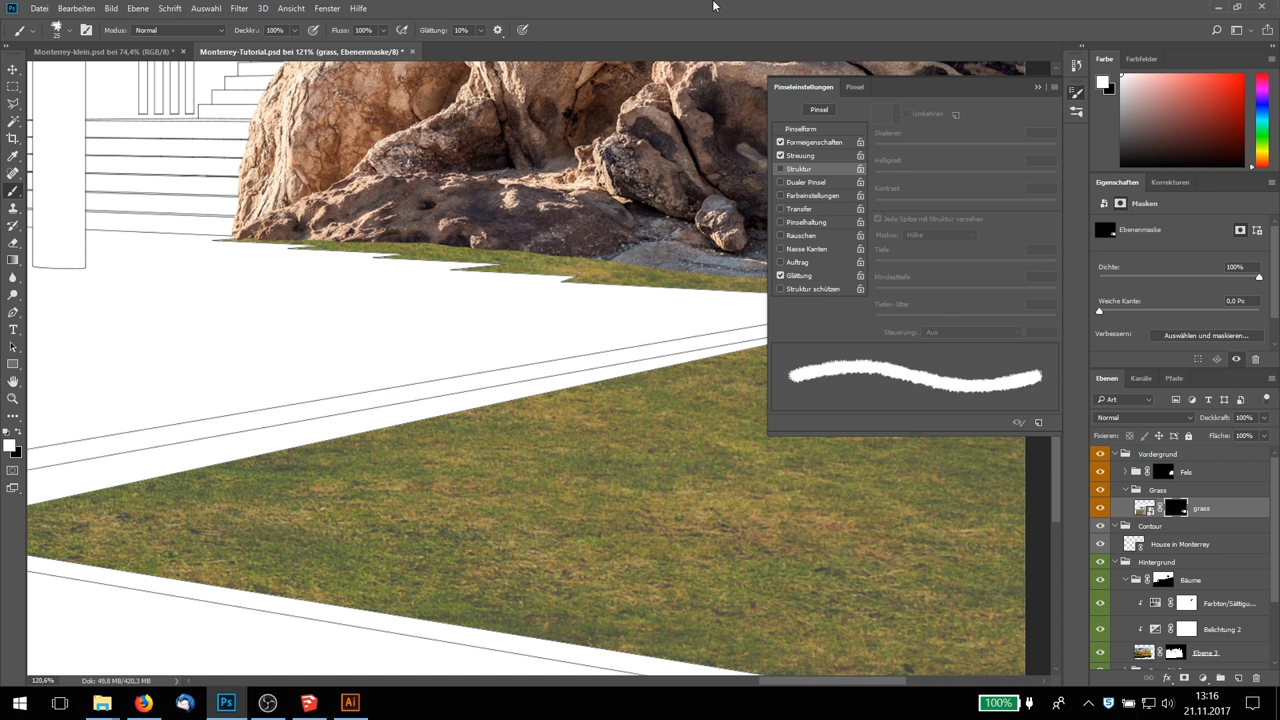 Ps Datei Bearbeiten Bild Ebene Schrift Auswahl Filter 3D Ansicht Fenster Hilfe
25 Modus: Normal Deckkr.: 100% Fluss: 100% Glättung: 10%
Monterrey-klein.psd bei 74,4% (RGB/8) * × Monterrey-Tutorial.psd bei 121% (grass, Ebenenmaske/8) * ×
Farbe Farbfelder
Pinseleinstellungen Pinsel
Pinsel Umkehren
Pinselform Skalieren:
Formeigenschaften
Streuung Helligkeit
Struktur
Dualer Pinsel Kontrast
Farbeinstellungen
Transfer
Pinselhaltung Jede Spitze mit Struktur versehen
Rauschen Modus: Höhe
Nasse Kanten Tiefe
Auftrag
Glättung Mindesttiefe
Struktur schützen
Tiefen-Jitter
Steuerung: Aus
Eigenschaften Korrekturen
Masken
Ebenenmaske
Dichte: 100%
Weiche Kante: 0,0 Px
Verbessern: Auswählen und maskieren...
Ebenen Kanäle Pfade
Art
Normal Deckkraft: 100%
Fixieren: Fläche: 100%
Vordergrund
Fels
Grass
grass
Contour
House in Monterrey
Hintergrund
Bäume
Farbton/Sättigu...
Belichtung 2
Ebene 3
fx
120,6% Dok: 49,8 MB/420,3 MB
Ps Ai 100% 13:16
21.11.2017